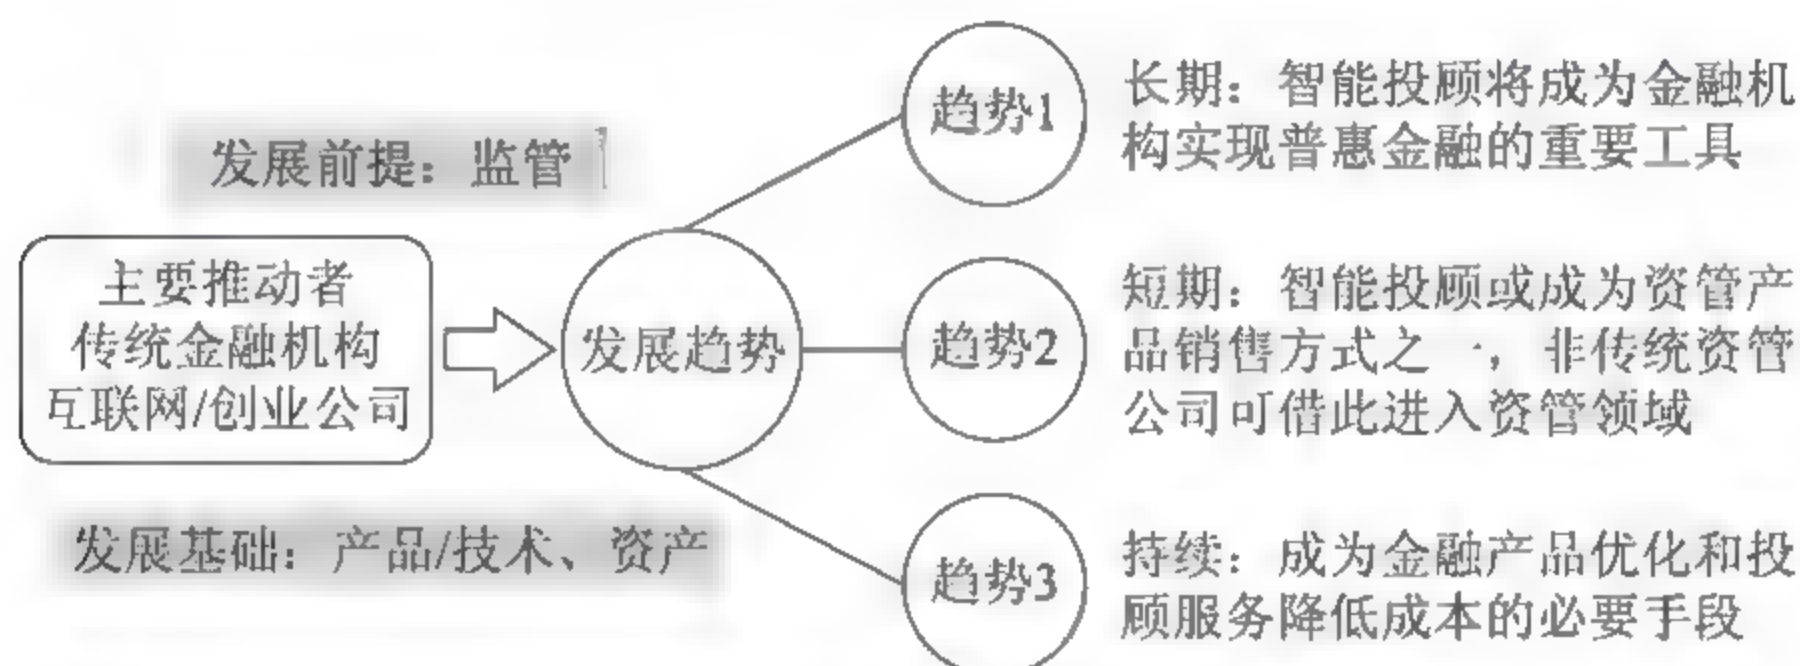 发展前提：监管
主要推动者
传统金融机构
互联网/创业公司
发展基础：产品/技术、资产
发展趋势
趋势1
长期：智能投顾将成为金融机
构实现普惠金融的重要工具
趋势2
短期：智能投顾或成为资管产
品销售方式之一，非传统资管
公司可借此进入资管领域
趋势3
持续：成为金融产品优化和投
顾服务降低成本的必要手段